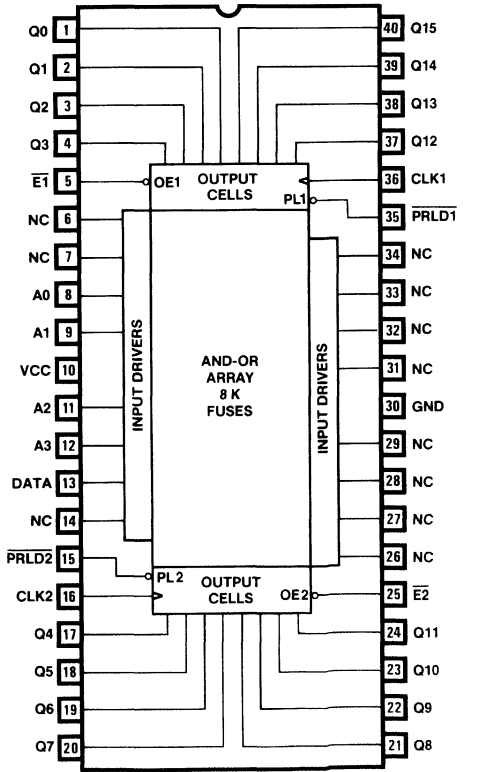 Q0 1 40 Q15
Q1 2 39 Q14
Q2 3 38 Q13
Q3 4 37 Q12
E1 5 OE1 OUTPUT CELLS 36 CLK1
NC 6 PL1 35 PRLD1
NC 7 34 NC
A0 8 33 NC
A1 9 32 NC
VCC 10 31 NC
A2 11 30 GND
A3 12 29 NC
DATA 13 28 NC
NC 14 27 NC
PRLD2 15 PL2 26 NC
CLK2 16 OUTPUT CELLS OE2 25 E2
Q4 17 24 Q11
Q5 18 23 Q10
Q6 19 22 Q9
Q7 20 21 Q8
INPUT DRIVERS
AND-OR
ARRAY
8 K
FUSES
INPUT DRIVERS